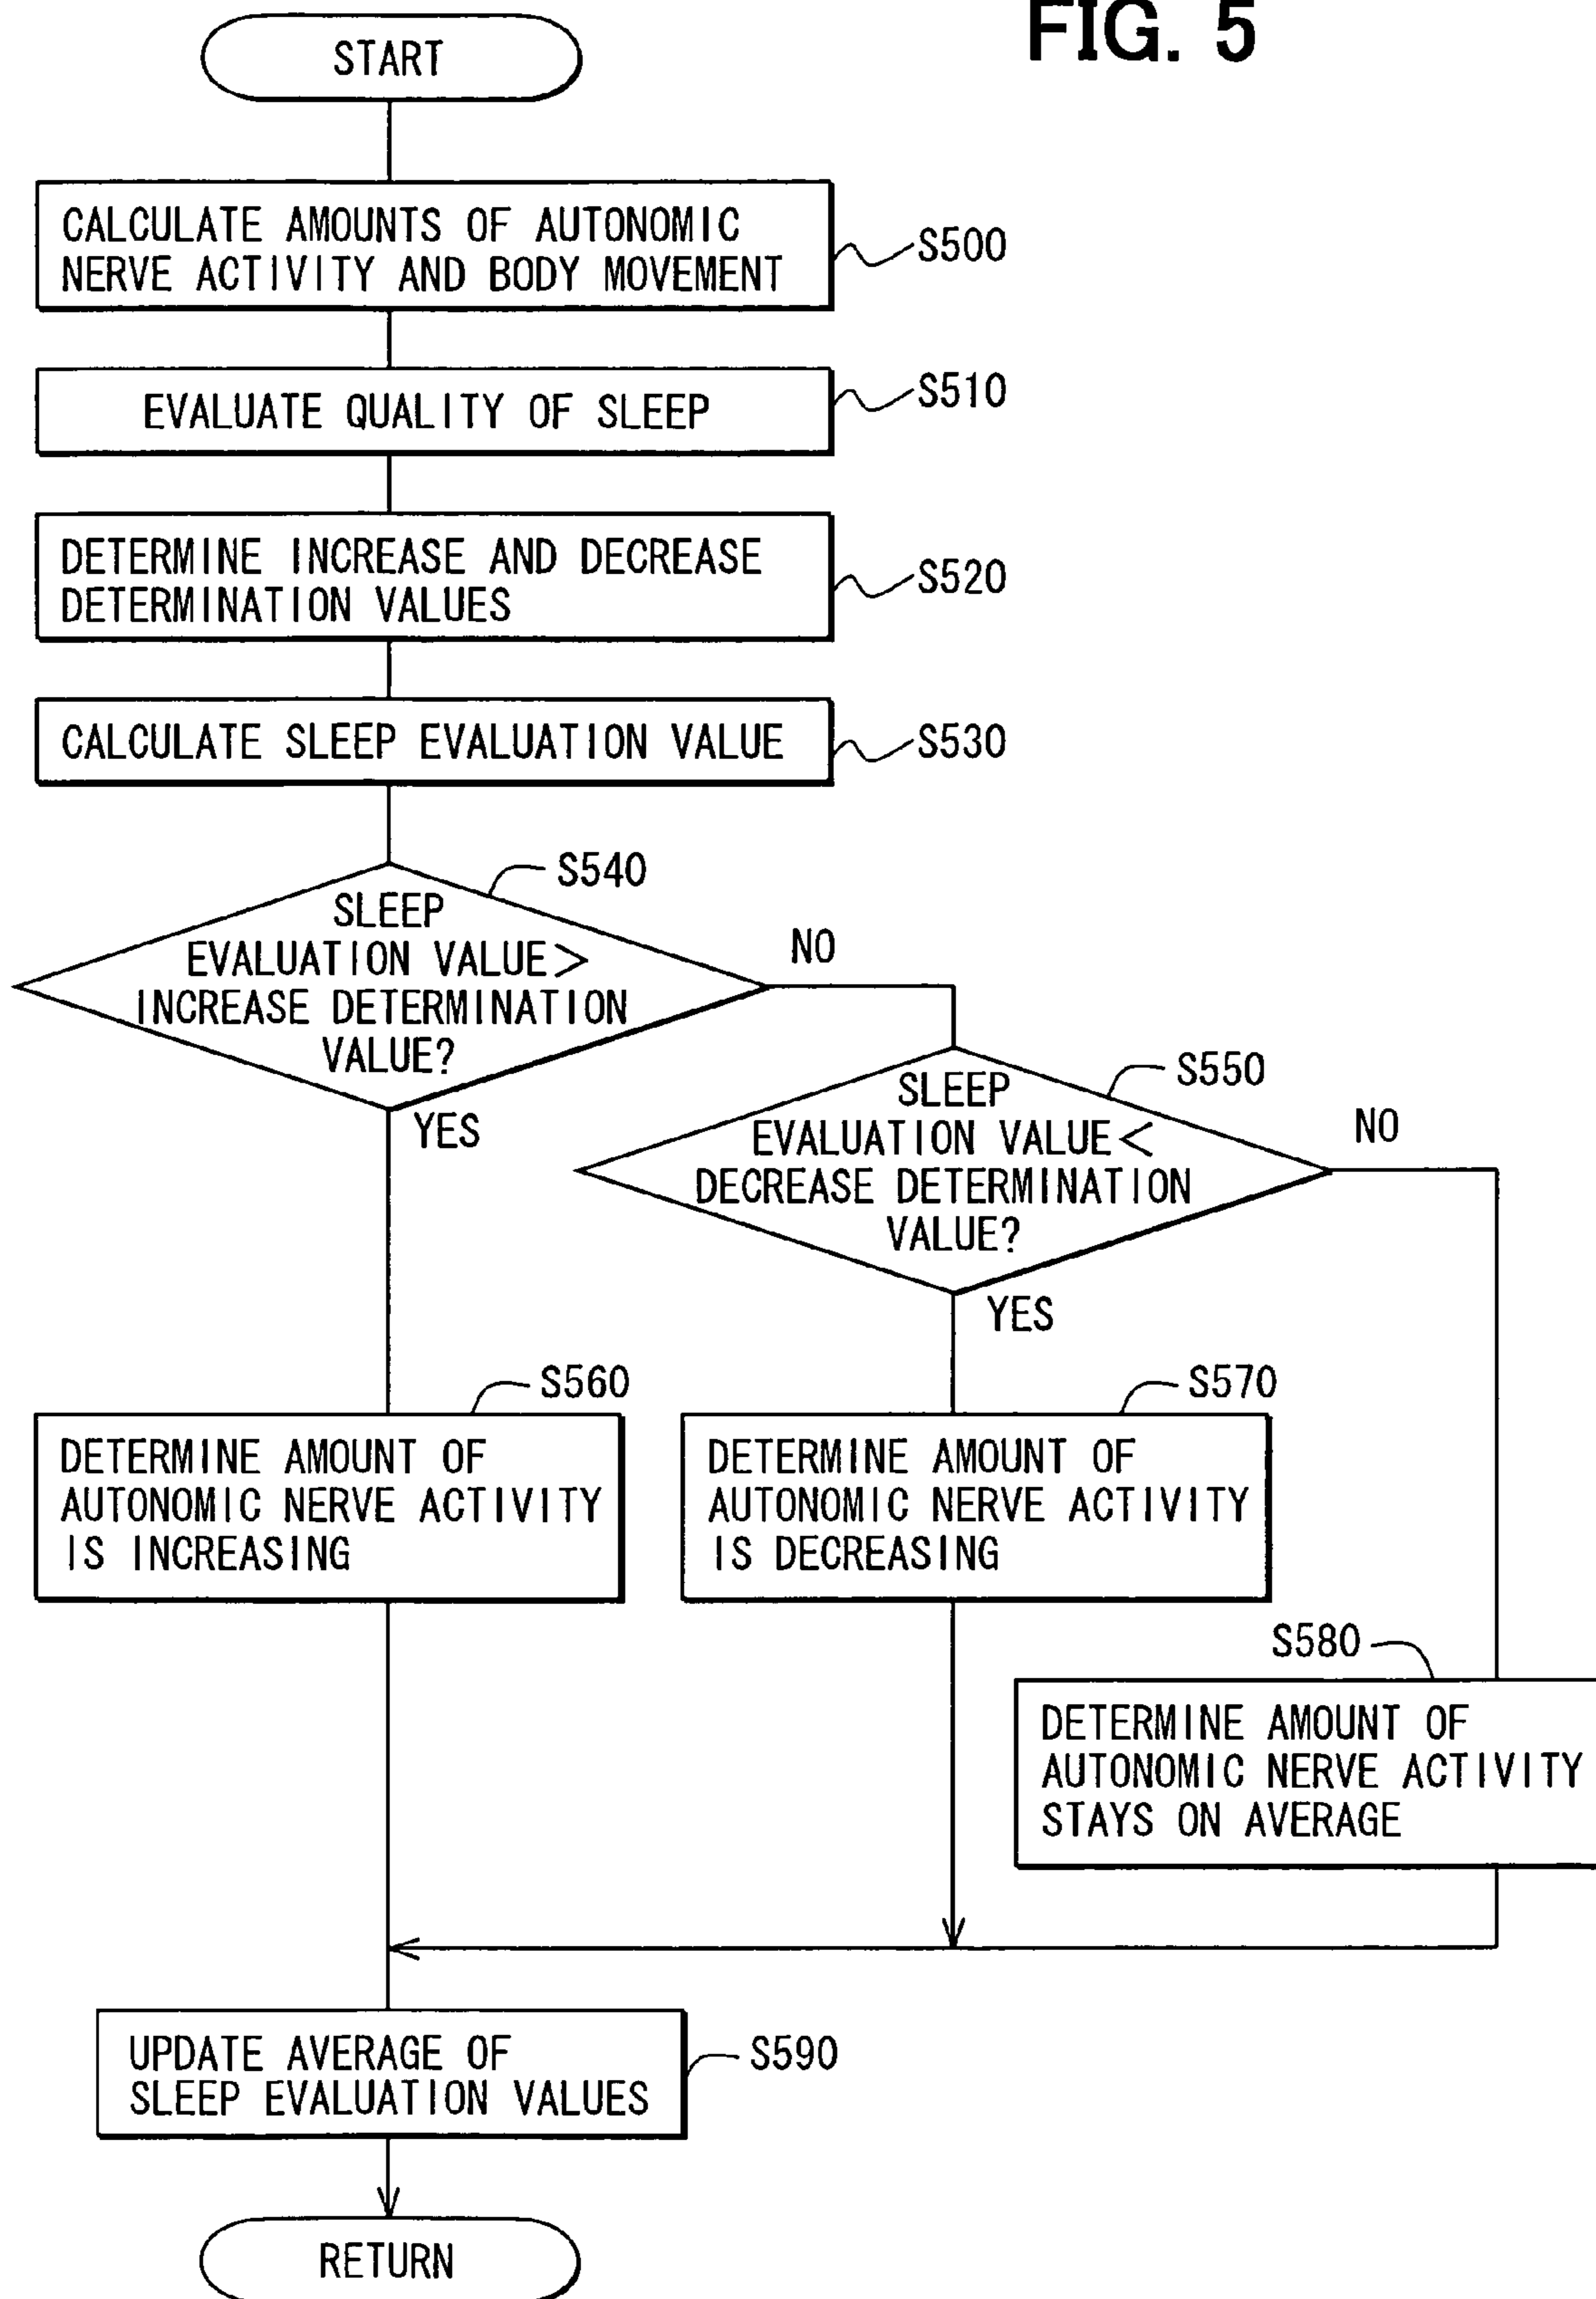 FIG. 5
START
CALCULATE AMOUNTS OF AUTONOMIC
NERVE ACTIVITY AND BODY MOVEMENT
S500
EVALUATE QUALITY OF SLEEP
S510
DETERMINE INCREASE AND DECREASE
DETERMINATION VALUES
S520
CALCULATE SLEEP EVALUATION VALUE
S530
S540
SLEEP
EVALUATION VALUE>
INCREASE DETERMINATION
VALUE?
NO
YES
S550
SLEEP
EVALUATION VALUE<
DECREASE DETERMINATION
VALUE?
NO
YES
S560
DETERMINE AMOUNT OF
AUTONOMIC NERVE ACTIVITY
IS INCREASING
S570
DETERMINE AMOUNT OF
AUTONOMIC NERVE ACTIVITY
IS DECREASING
S580
DETERMINE AMOUNT OF
AUTONOMIC NERVE ACTIVITY
STAYS ON AVERAGE
UPDATE AVERAGE OF
SLEEP EVALUATION VALUES
S590
RETURN